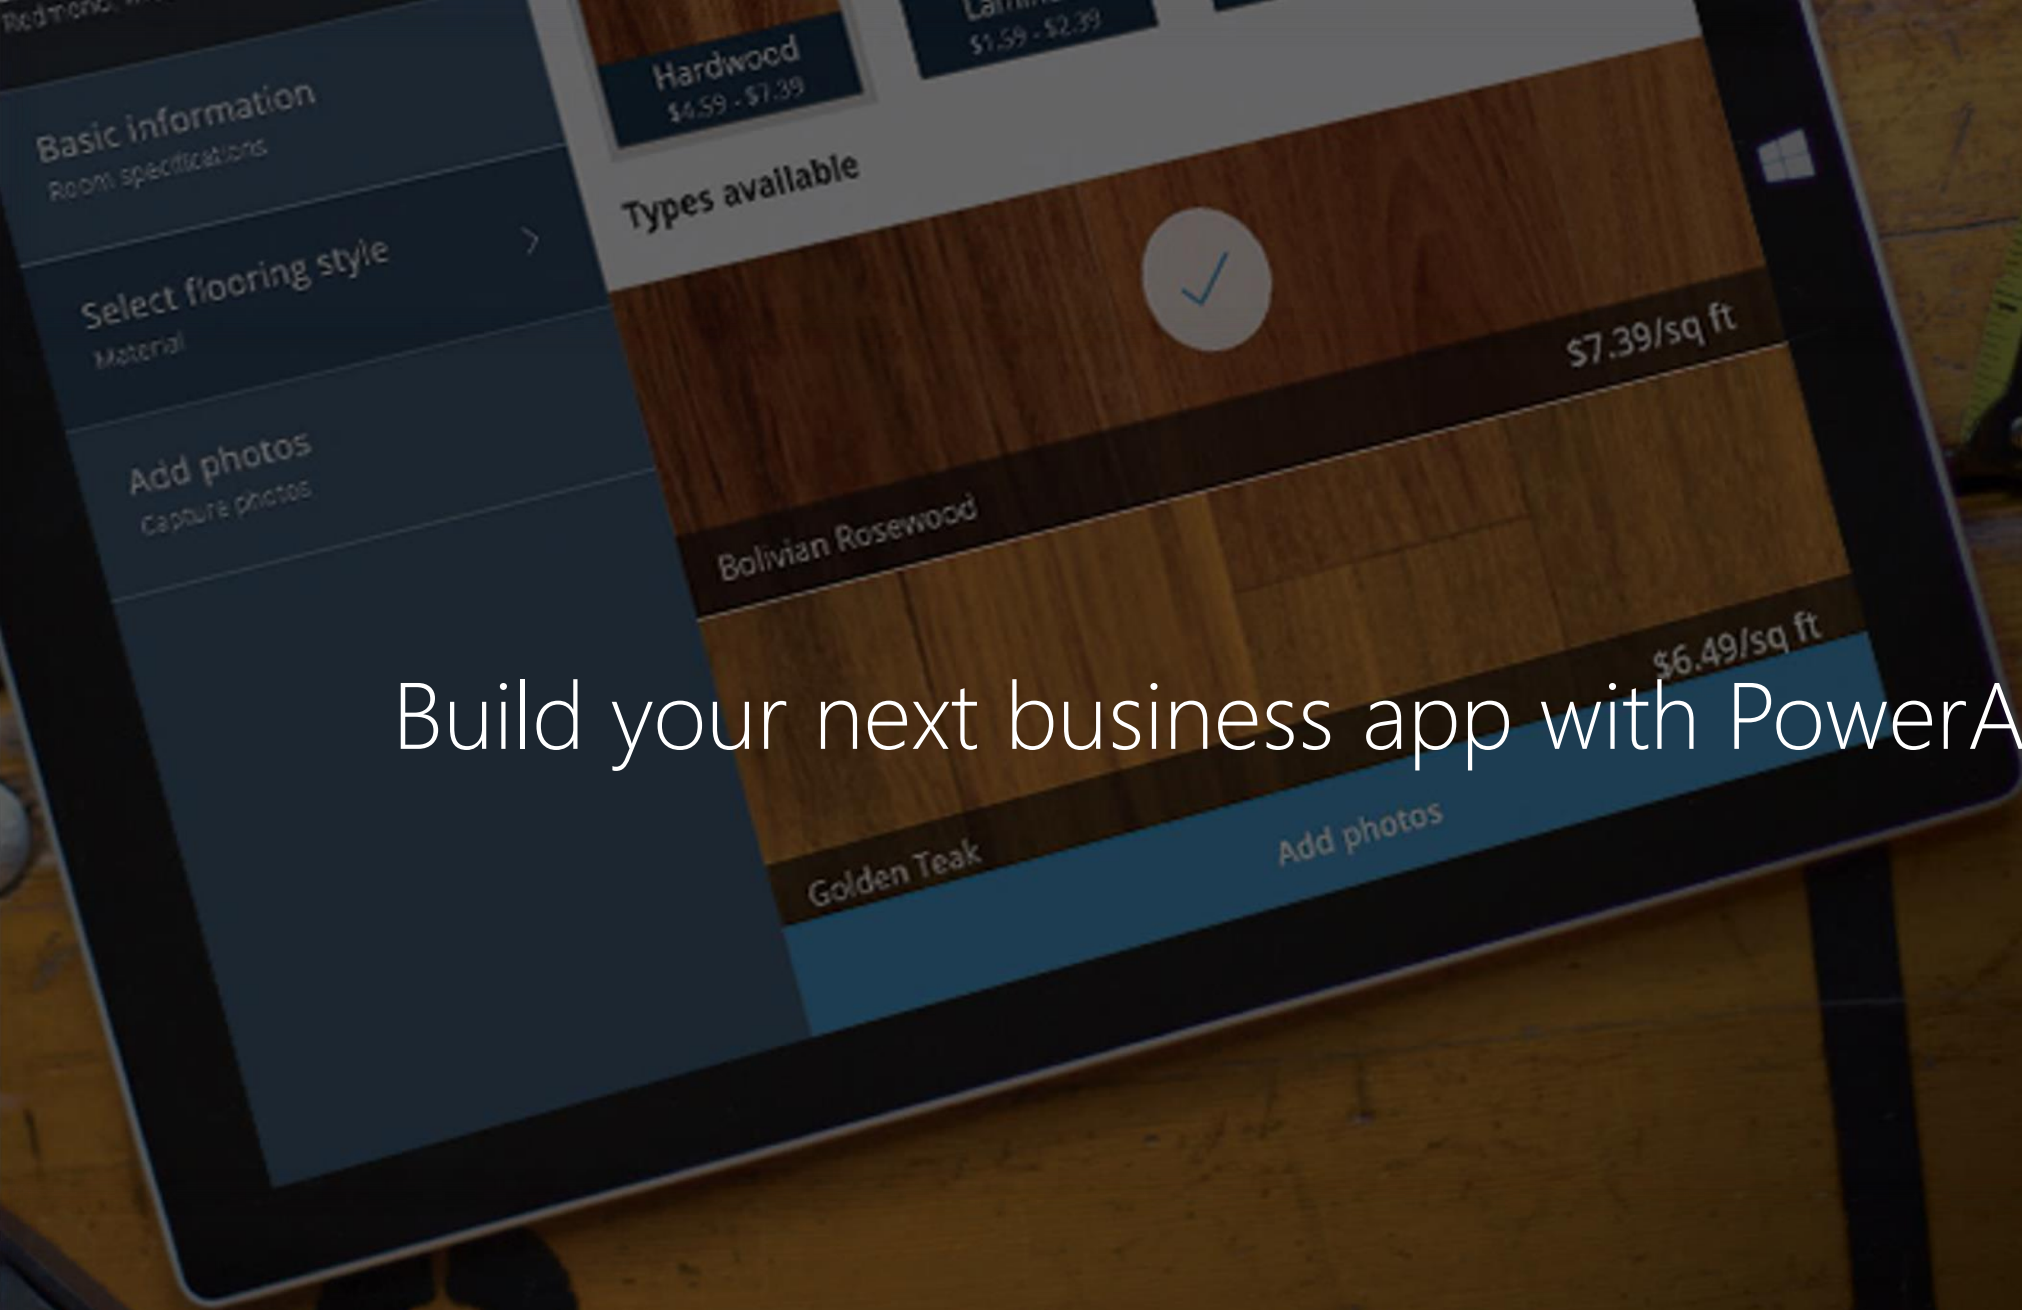 Redmond,
Basic information
Room specifications
Select flooring style
Material
Add photos
Capture photos
Hardwood
$4.59 - $7.39
$1.59 - $2.39
Types available
$7.39/sq ft
Bolivian Rosewood
$6.49/sq ft
Golden Teak
Add photos
Build your next business app with PowerA